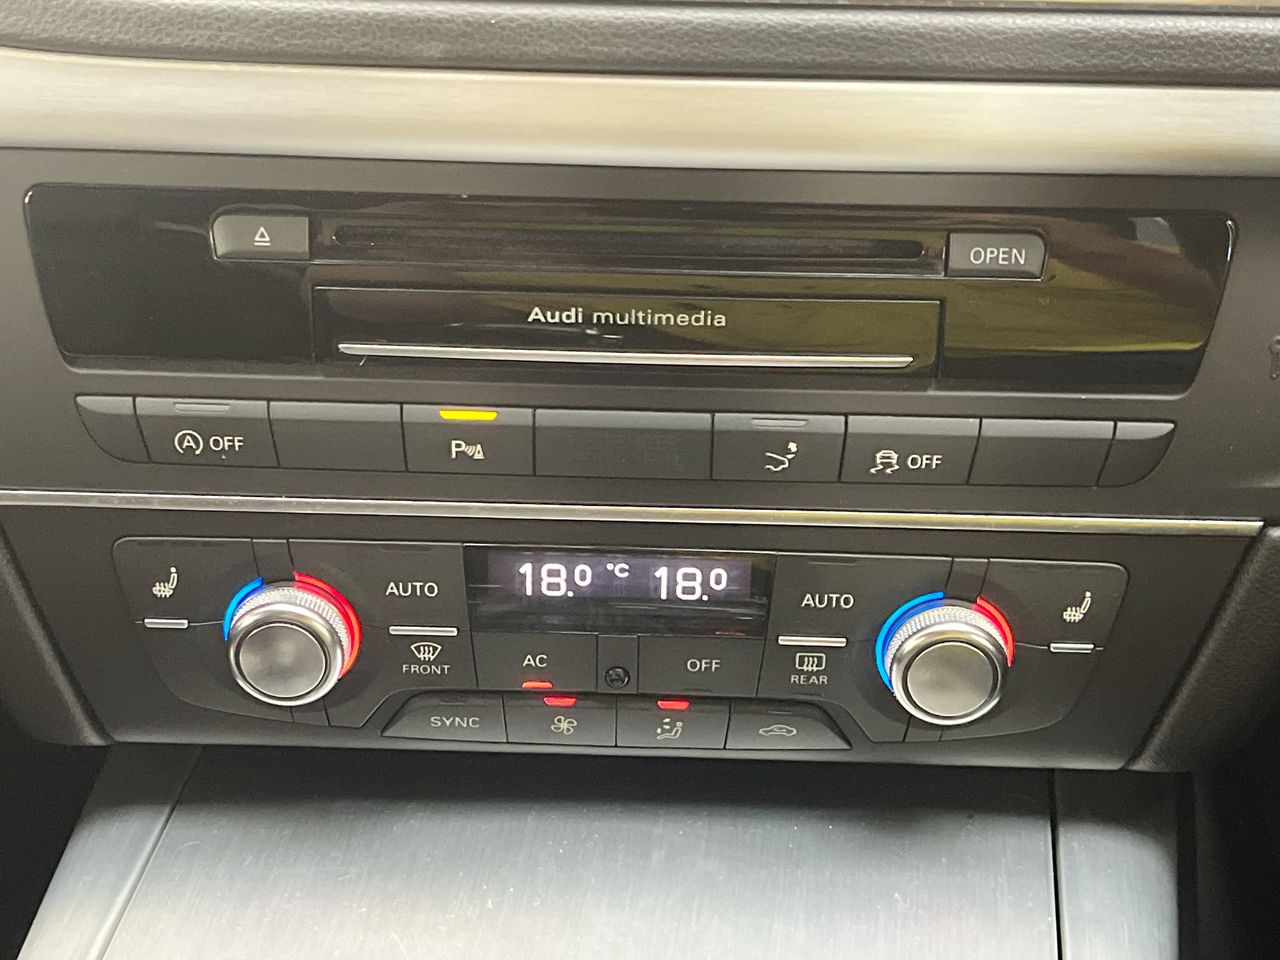 OPEN
Audi multimedia
A OFF
P
OFF
AUTO
18.0 °C 18.0
AUTO
FRONT
AC
OFF
REAR
SYNC